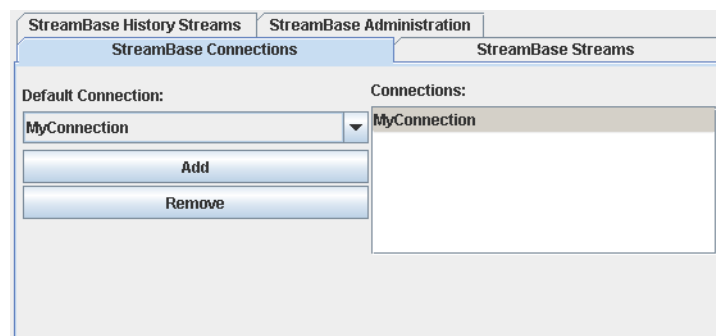 StreamBase History Streams
StreamBase Administration
StreamBase Connections
StreamBase Streams
Default Connection:
MyConnection
Add
Remove
Connections:
MyConnection